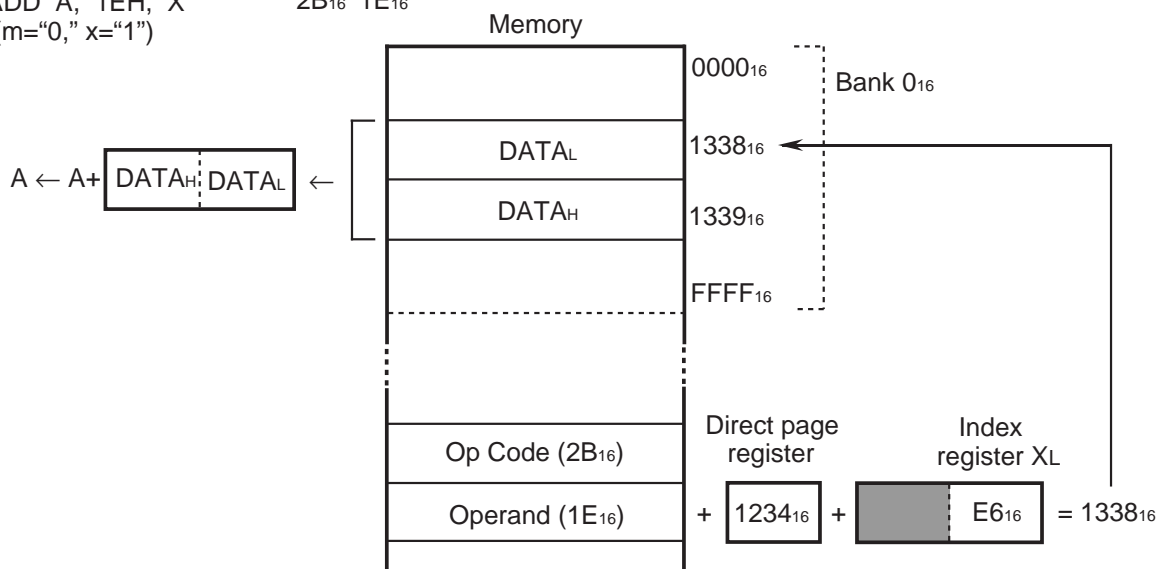 ADD A, 1EH, X 2B16 1E16
(m=“0,” x=“1”)
Memory
000016
Bank 016
DATAL
133816
A ← A+ DATAH DATAL ←
DATAH
133916
FFFF16
Direct page
register
Index
register XL
Op Code (2B16)
Operand (1E16) + 123416 + E616 = 133816